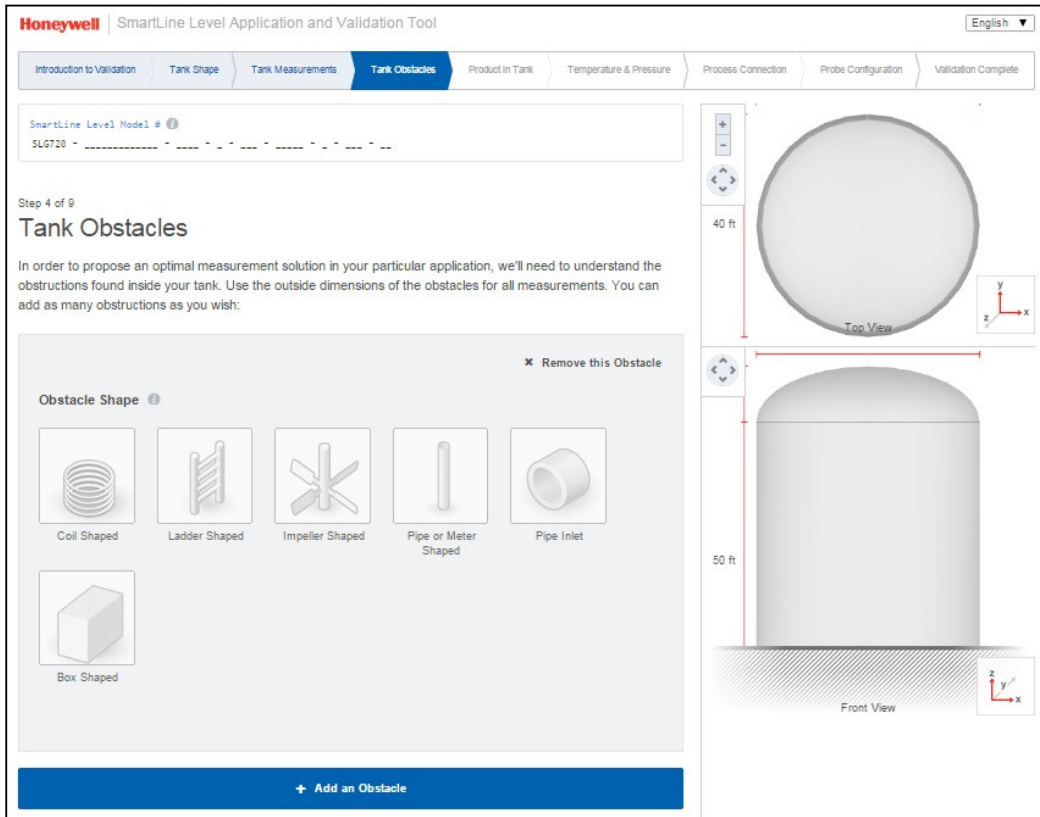 Honeywell SmartLine Level Application and Validation Tool
English
Introduction to Validation
Tank Shape
Tank Measurements
Tank Obstacles
Product In Tank
Temperature & Pressure
Process Connection
Probe Configuration
Validation Complete
SmartLine Level Model #
SLG720 - _____________ - ____ - _ - ___ - _____ - _ - ___ - __
Step 4 of 9
Tank Obstacles
In order to propose an optimal measurement solution in your particular application, we'll need to understand the
obstructions found inside your tank. Use the outside dimensions of the obstacles for all measurements. You can
add as many obstructions as you wish:
Remove this Obstacle
Obstacle Shape
Coil Shaped
Ladder Shaped
Impeller Shaped
Pipe or Meter
Shaped
Pipe Inlet
Box Shaped
+ Add an Obstacle
+
-
40 ft
Top View
y
z
x
50 ft
Front View
z
y
x